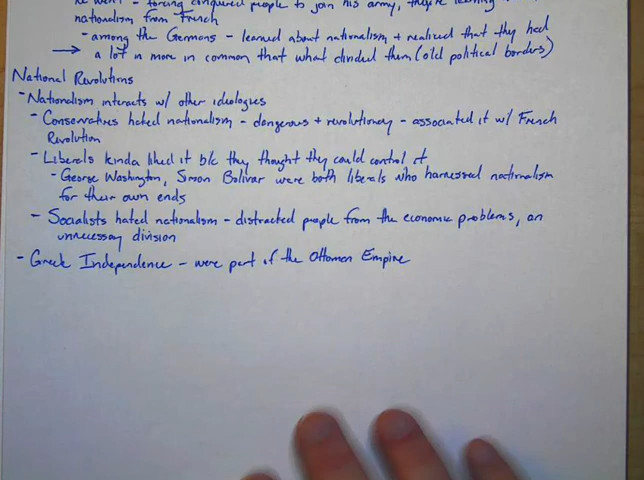 he went - forcing conquered people to join his army, they're learning
nationalism from French
- among the Germans - learned about nationalism + realized that they had
→ a lot in more in common that what divided them (old political borders)
National Revolutions
- Nationalism interacts w/ other ideologies
- Conservatives hated nationalism - dangerous + revolutionary - associated it w/ French
Revolution
- Liberals kinda liked it b/c they thought they could control it
- George Washington, Simon Bolivar were both liberals who harnessed nationalism
for their own ends
- Socialists hated nationalism - distracted people from the economic problems, an
unnecessary division
- Greek Independence - were part of the Ottoman Empire